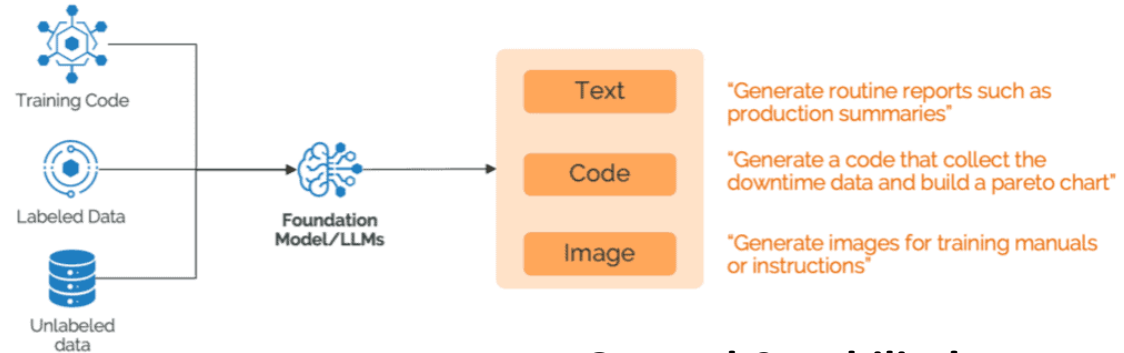 Training Code
Labeled Data
Unlabeled
data
Foundation
Model/LLMs
Text
Code
Image
"Generate routine reports such as
production summaries"
"Generate a code that collect the
downtime data and build a pareto chart"
"Generate images for training manuals
or instructions"